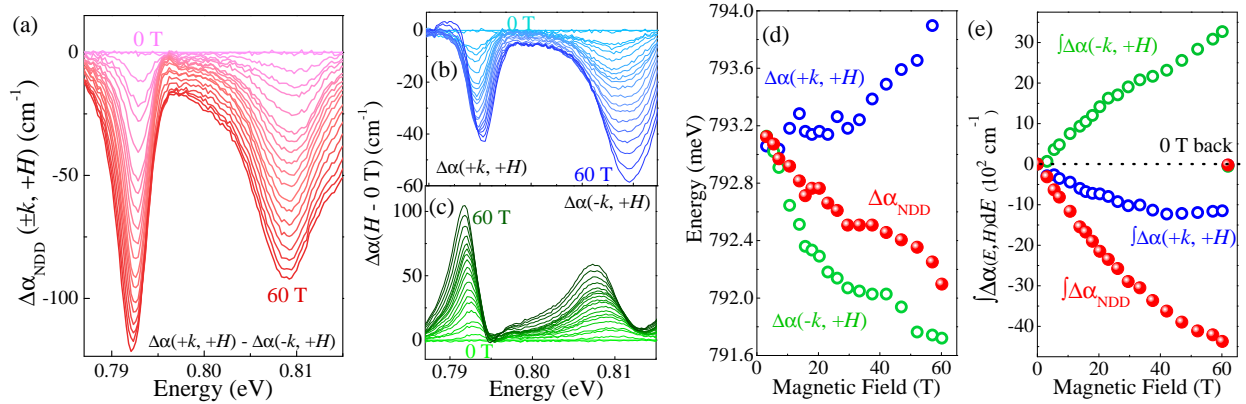 (a)
0 T
0
-50
-100
Δα_NDD (±k, +H) (cm⁻¹)
60 T
Δα(+k, +H) - Δα(-k, +H)
0.79
0.80
0.81
Energy (eV)
0 T
0
-20
-40
-60
(b)
Δα(+k, +H)
60 T
Δα(H - 0 T) (cm⁻¹)
100
50
0
(c)
60 T
Δα(-k, +H)
0 T
0.79
0.80
0.81
Energy (eV)
794.0
793.6
793.2
792.8
792.4
792.0
791.6
Energy (meV)
(d)
Δα(+k, +H)
Δα_NDD
Δα(-k, +H)
0
20
40
60
Magnetic Field (T)
30
20
10
0
-10
-20
-30
-40
∫Δα(E,H)dE (10² cm⁻¹
(e)
∫Δα(-k, +H)
0 T back
∫Δα(+k, +H)
∫Δα_NDD
0
20
40
60
Magnetic Field (T)